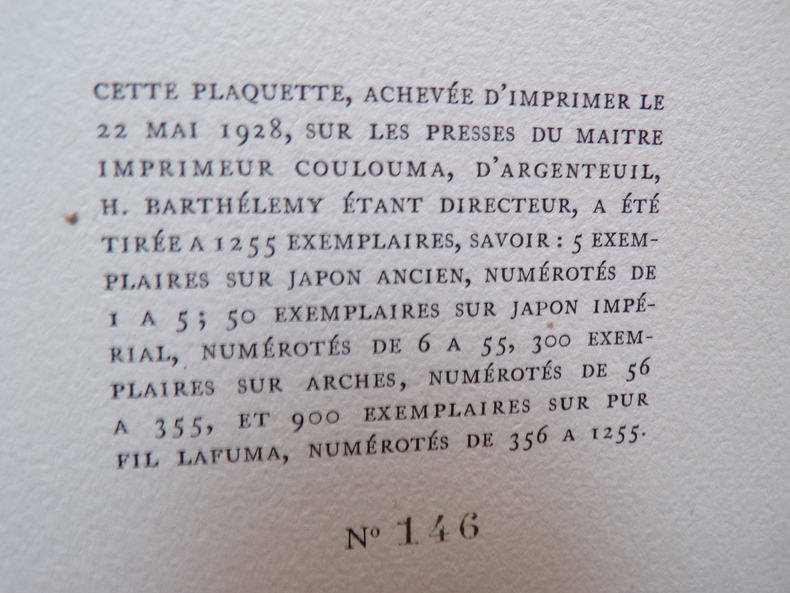 CETTE PLAQUETTE, ACHEVÉE D'IMPRIMER LE
22 MAI 1928, SUR LES PRESSES DU MAITRE
IMPRIMEUR COULOUMA, D'ARGENTEUIL,
H. BARTHÉLEMY ÉTANT DIRECTEUR, A ÉTÉ
TIRÉE A 1255 EXEMPLAIRES, SAVOIR : 5 EXEM-
PLAIRES SUR JAPON ANCIEN, NUMÉROTÉS DE
1 A 5 ; 50 EXEMPLAIRES SUR JAPON IMPÉ-
RIAL, NUMÉROTÉS DE 6 A 55, 300 EXEM-
PLAIRES SUR ARCHES, NUMÉROTÉS DE 56
A 355, ET 900 EXEMPLAIRES SUR PUR
FIL LAFUMA, NUMÉROTÉS DE 356 A 1255.
Nº 146